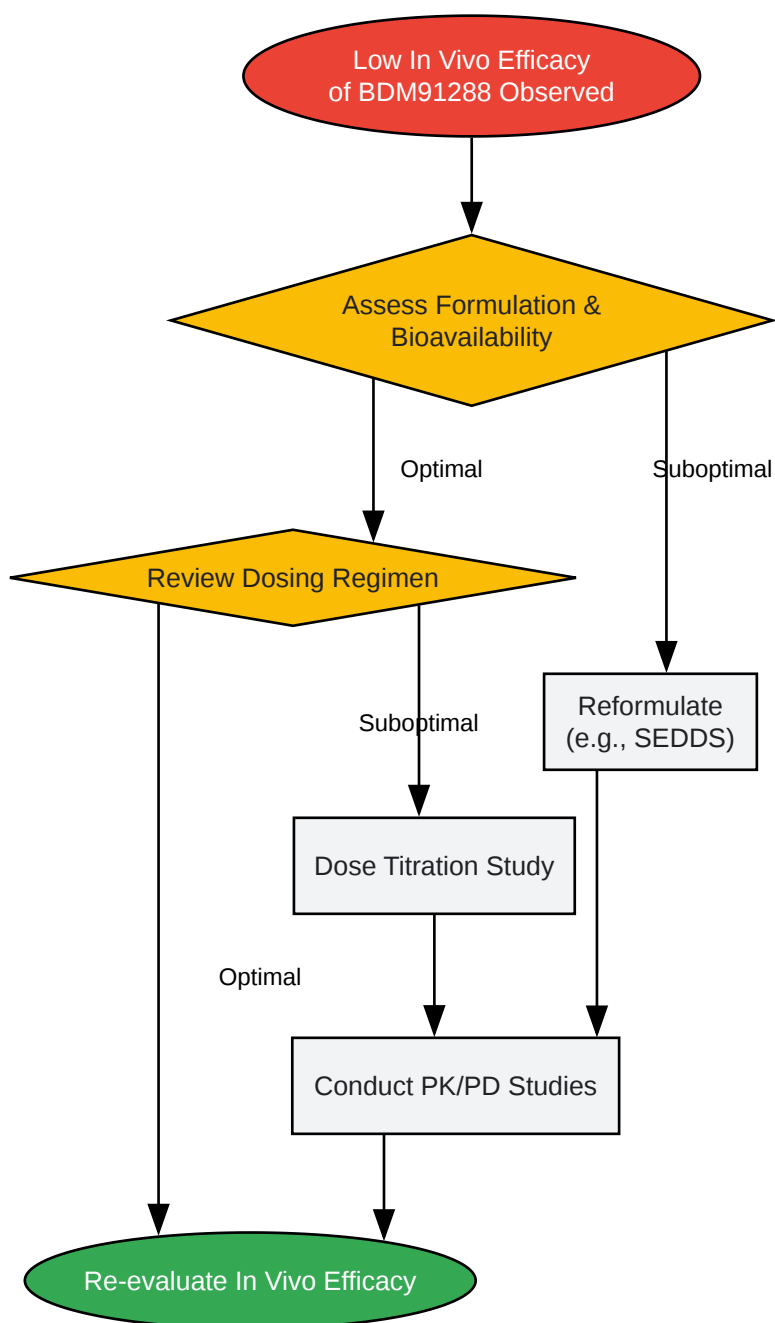 Low In Vivo Efficacy
of BDM91288 Observed
Assess Formulation &
Bioavailability
Optimal
Suboptimal
Review Dosing Regimen
Suboptimal
Reformulate
(e.g., SEDDS)
Dose Titration Study
Optimal
Conduct PK/PD Studies
Re-evaluate In Vivo Efficacy